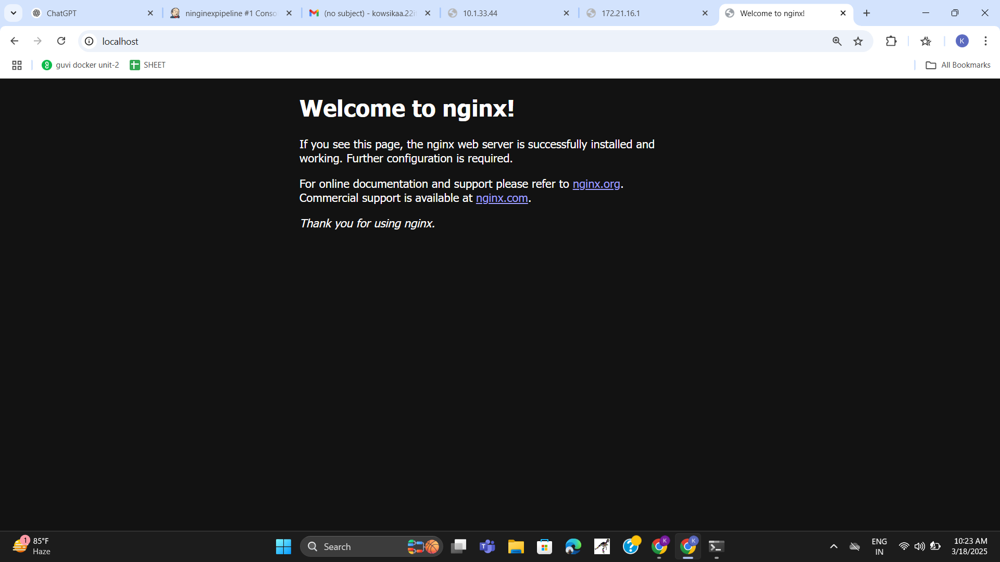 ChatGPT
ninginexpipeline #1 Conso
(no subject) - kowsikaa.22i
10.1.33.44
172.21.16.1
Welcome to nginx!
localhost
K
guvi docker unit-2
SHEET
All Bookmarks
Welcome to nginx!
If you see this page, the nginx web server is successfully installed and
working. Further configuration is required.
For online documentation and support please refer to nginx.org.
Commercial support is available at nginx.com.
Thank you for using nginx.
1
85°F
Haze
Search
T
?
K
K
ENG
IN
10:23 AM
3/18/2025